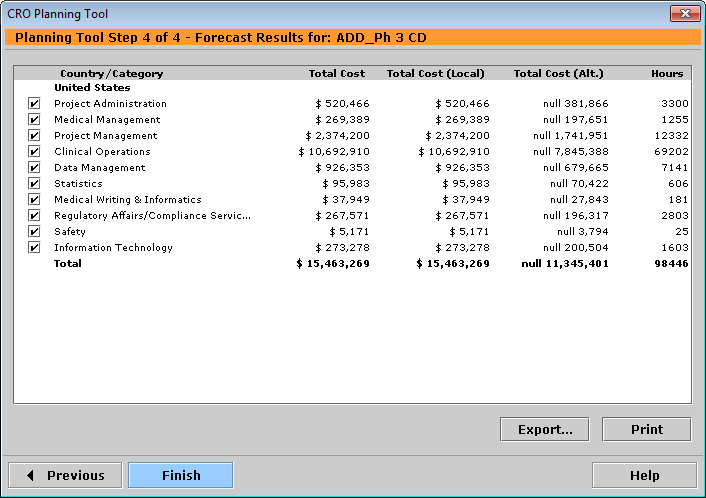 CRO Planning Tool
Planning Tool Step 4 of 4 - Forecast Results for: ADD_Ph 3 CD
Country/Category Total Cost Total Cost (Local) Total Cost (Alt.) Hours
United States
Project Administration $ 520,466 $ 520,466 null 381,866 3300
Medical Management $ 269,389 $ 269,389 null 197,651 1255
Project Management $ 2,374,200 $ 2,374,200 null 1,741,951 12332
Clinical Operations $ 10,692,910 $ 10,692,910 null 7,845,388 69202
Data Management $ 926,353 $ 926,353 null 679,665 7141
Statistics $ 95,983 $ 95,983 null 70,422 606
Medical Writing & Informatics $ 37,949 $ 37,949 null 27,843 181
Regulatory Affairs/Compliance Servic... $ 267,571 $ 267,571 null 196,317 2803
Safety $ 5,171 $ 5,171 null 3,794 25
Information Technology $ 273,278 $ 273,278 null 200,504 1603
Total $ 15,463,269 $ 15,463,269 null 11,345,401 98446
Export... Print
Previous Finish Help